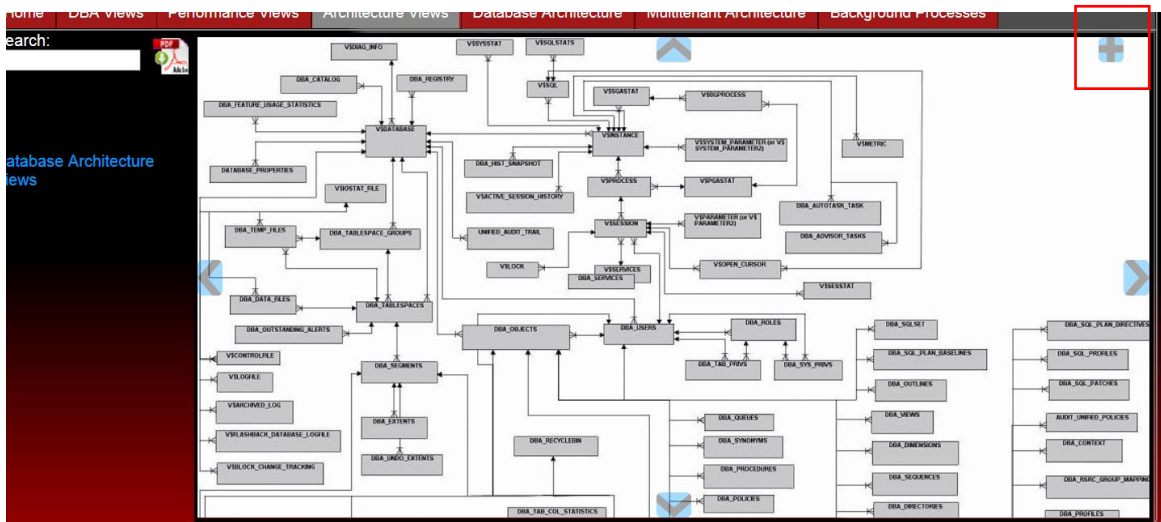 Home DBA Views Performance Views Architecture Views Database Architecture Multitenant Architecture Background Processes
earch:
PDF
Adobe
atabase Architecture
iews
V$DIAG_INFO
V$SYSSTAT
V$SQLSTATS
DBA_CATALOG
DBA_REGISTRY
V$SQL
V$SGASTAT
V$BGPROCESS
DBA_FEATURE_USAGE_STATISTICS
V$DATABASE
V$INSTANCE
V$SYSTEM_PARAMETER (or V$
SYSTEM_PARAMETER2)
V$METRIC
DBA_HIST_SNAPSHOT
DATABASE_PROPERTIES
V$PROCESS
V$PGASTAT
V$IOSTAT_FILE
V$ACTIVE_SESSION_HISTORY
DBA_AUTOTASK_TASK
V$PARAMETER (or V$
PARAMETER2)
V$SESSION
DBA_TEMP_FILES
DBA_TABLESPACE_GROUPS
UNIFIED_AUDIT_TRAIL
DBA_ADVISOR_TASKS
V$LOCK
V$SERVICES
DBA_SERVICES
V$OPEN_CURSOR
V$SESSTAT
DBA_DATA_FILES
DBA_TABLESPACES
DBA_OUTSTANDING_ALERTS
DBA_OBJECTS
DBA_USERS
DBA_ROLES
DBA_SQLSET
DBA_SQL_PLAN_DIRECTIVES
V$CONTROLFILE
DBA_SEGMENTS
DBA_TAB_PRIVS
DBA_SYS_PRIVS
DBA_SQL_PLAN_BASELINES
DBA_SQL_PROFILES
V$LOGFILE
DBA_OUTLINES
DBA_SQL_PATCHES
V$ARCHIVED_LOG
DBA_EXTENTS
DBA_QUEUES
DBA_VIEWS
AUDIT_UNIFIED_POLICIES
V$FLASHBACK_DATABASE_LOGFILE
DBA_RECYCLEBIN
DBA_SYNONYMS
DBA_DIMENSIONS
DBA_CONTEXT
V$BLOCK_CHANGE_TRACKING
DBA_UNDO_EXTENTS
DBA_PROCEDURES
DBA_SEQUENCES
DBA_RSRC_GROUP_MAPPING
DBA_POLICIES
DBA_DIRECTORIES
DBA_TAB_COL_STATISTICS
DBA_PROFILES